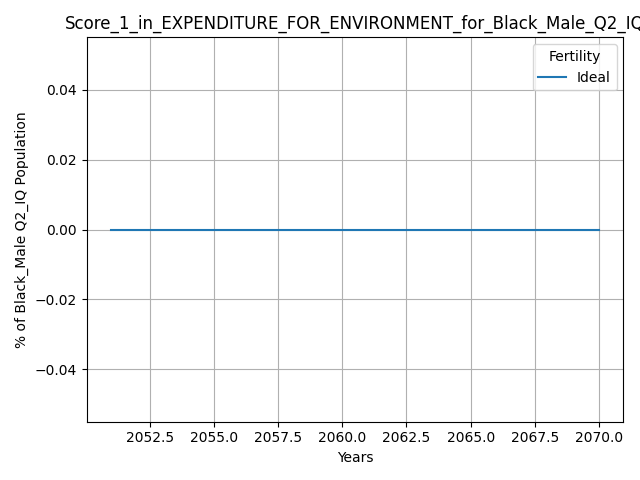 Score_1_in_EXPENDITURE_FOR_ENVIRONMENT_for_Black_Male_Q2_IQ
Fertility
Ideal
% of Black_Male Q2_IQ Population
0.04
0.02
0.00
−0.02
−0.04
2052.5 2055.0 2057.5 2060.0 2062.5 2065.0 2067.5 2070.0
Years